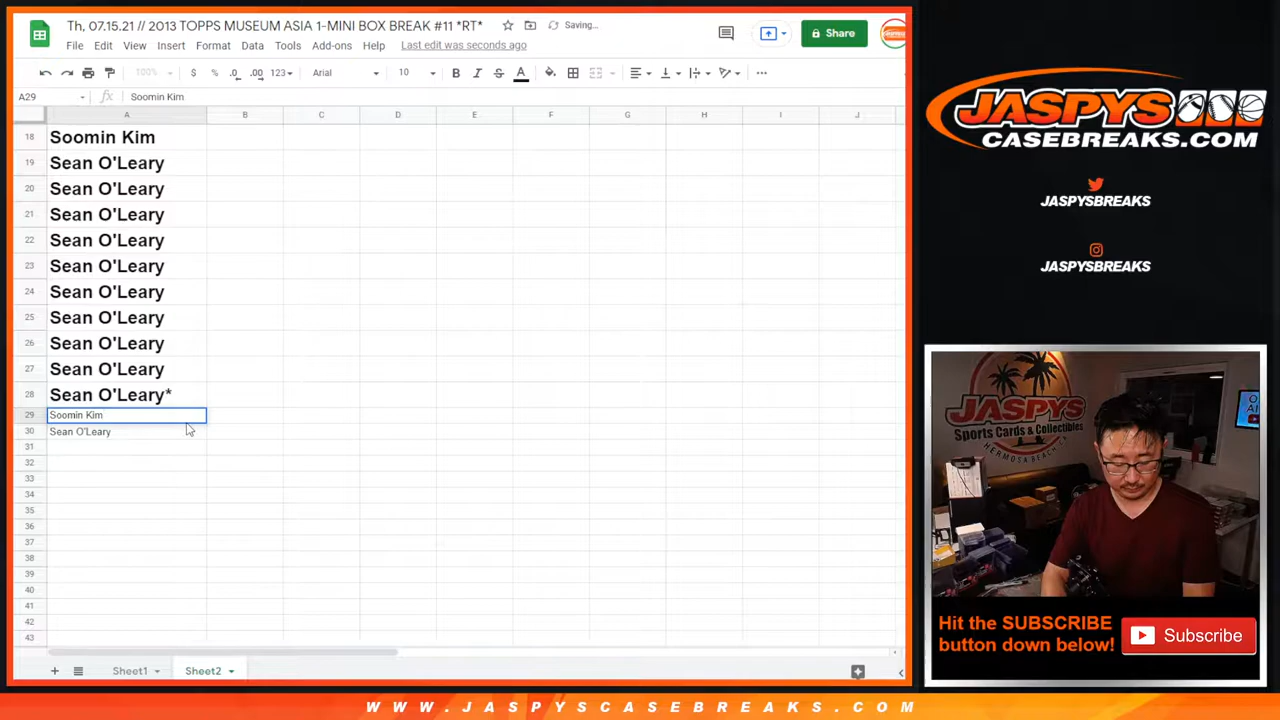 Th, 07.15.21 // 2013 TOPPS MUSEUM ASIA 1-MINI BOX BREAK #11 *RT*
Saving...
File Edit View Insert Format Data Tools Add-ons Help Last edit was seconds ago
Share
100% $ % .0 .00 123 Arial 10 B I S A
A29 fx Soomin Kim
A B C D E F G H I J
18 Soomin Kim
19 Sean O'Leary
20 Sean O'Leary
21 Sean O'Leary
22 Sean O'Leary
23 Sean O'Leary
24 Sean O'Leary
25 Sean O'Leary
26 Sean O'Leary
27 Sean O'Leary
28 Sean O'Leary*
29 Soomin Kim
30 Sean O'Leary
31
32
33
34
35
36
37
38
39
40
41
42
43
Sheet1 Sheet2
JASPYS
CASEBREAKS.COM
JASPYSBREAKS
JASPYSBREAKS
JASPYS
Sports Cards & Collectibles
HERMOSA BEACH, CA
Hit the SUBSCRIBE
button down below!
Subscribe
WWW.JASPYSCASEBREAKS.COM